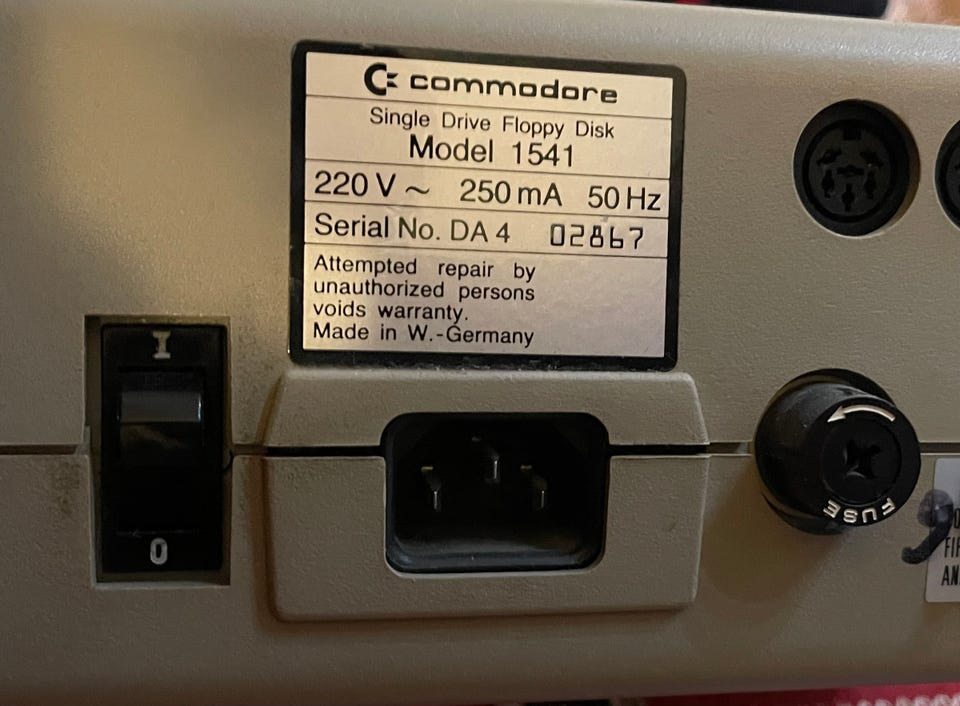 commodore
Single Drive Floppy Disk
Model 1541
220 V ~ 250 mA 50 Hz
Serial No. DA 4 02867
Attempted repair by
unauthorized persons
voids warranty.
Made in W.-Germany
I
O
FUSE